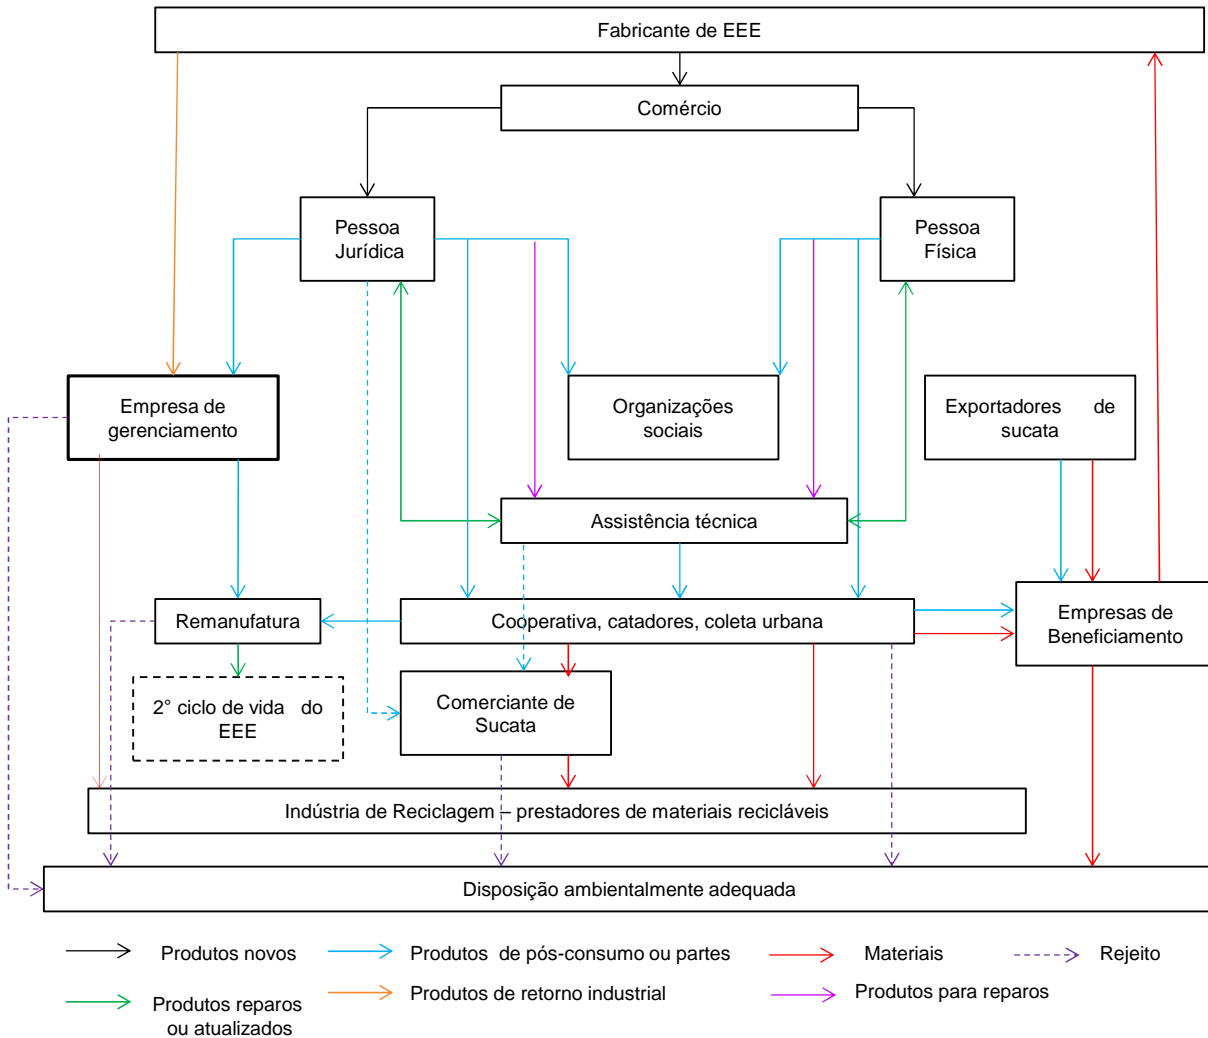 Fabricante de EEE
Comércio
Pessoa
Jurídica
Pessoa
Física
Empresa de
gerenciamento
Organizações
sociais
Exportadores de
sucata
Assistência técnica
Remanufatura
Cooperativa, catadores, coleta urbana
Empresas de
Beneficiamento
2° ciclo de vida do
EEE
Comerciante de
Sucata
Indústria de Reciclagem – prestadores de materiais recicláveis
Disposição ambientalmente adequada
Produtos novos
Produtos de pós-consumo ou partes
Materiais
Rejeito
Produtos reparos
ou atualizados
Produtos de retorno industrial
Produtos para reparos